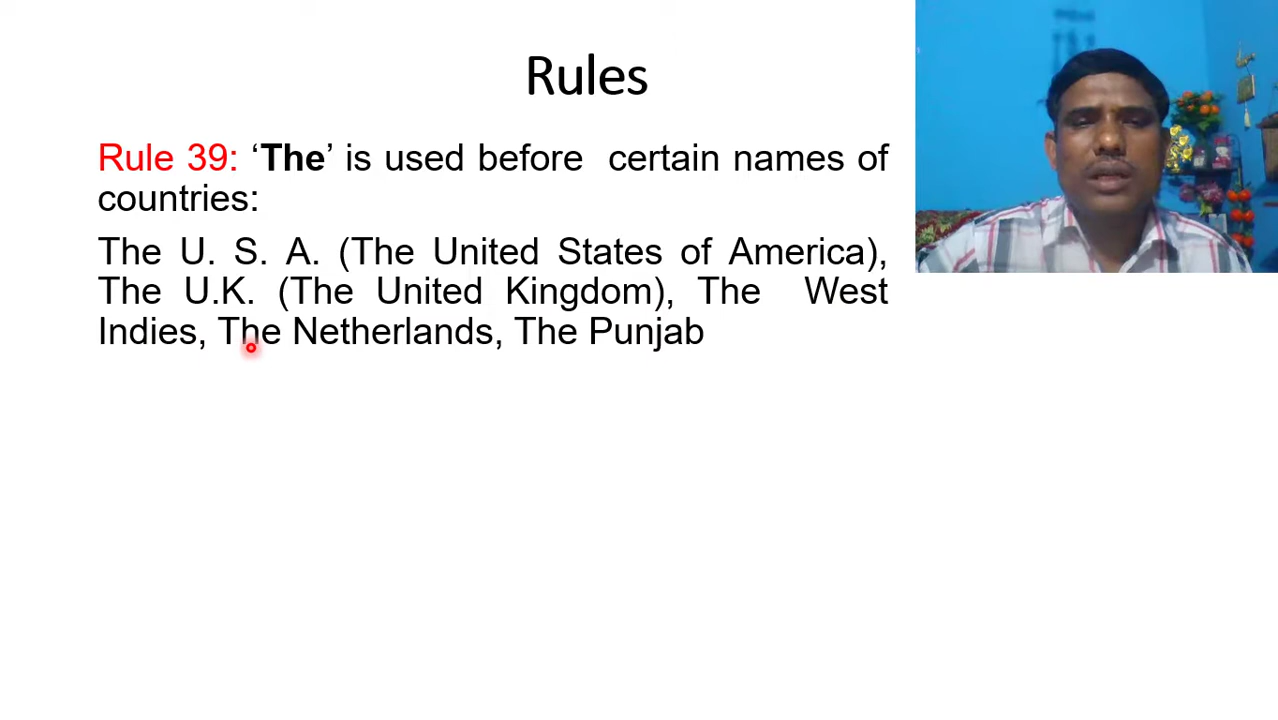 Rules
Rule 39: ‘The’ is used before certain names of
countries:
The U. S. A. (The United States of America),
The U.K. (The United Kingdom), The West
Indies, The Netherlands, The Punjab